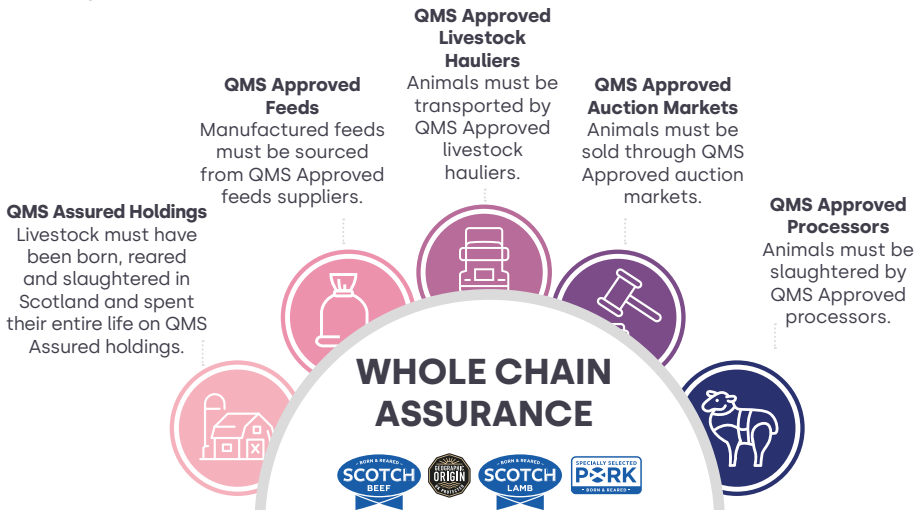 QMS Assured Holdings
Livestock must have
been born, reared
and slaughtered in
Scotland and spent
their entire life on QMS
Assured holdings.
QMS Approved
Feeds
Manufactured feeds
must be sourced
from QMS Approved
feeds suppliers.
QMS Approved
Livestock
Hauliers
Animals must be
transported by
QMS Approved
livestock
hauliers.
QMS Approved
Auction Markets
Animals must be
sold through QMS
Approved auction
markets.
QMS Approved
Processors
Animals must be
slaughtered by
QMS Approved
processors.
WHOLE CHAIN
ASSURANCE
BORN & REARED
SCOTCH
BEEF
GEOGRAPHIC
ORIGIN
UK PROTECTED
BORN & REARED
SCOTCH
LAMB
SPECIALLY SELECTED
PORK
BORN & REARED